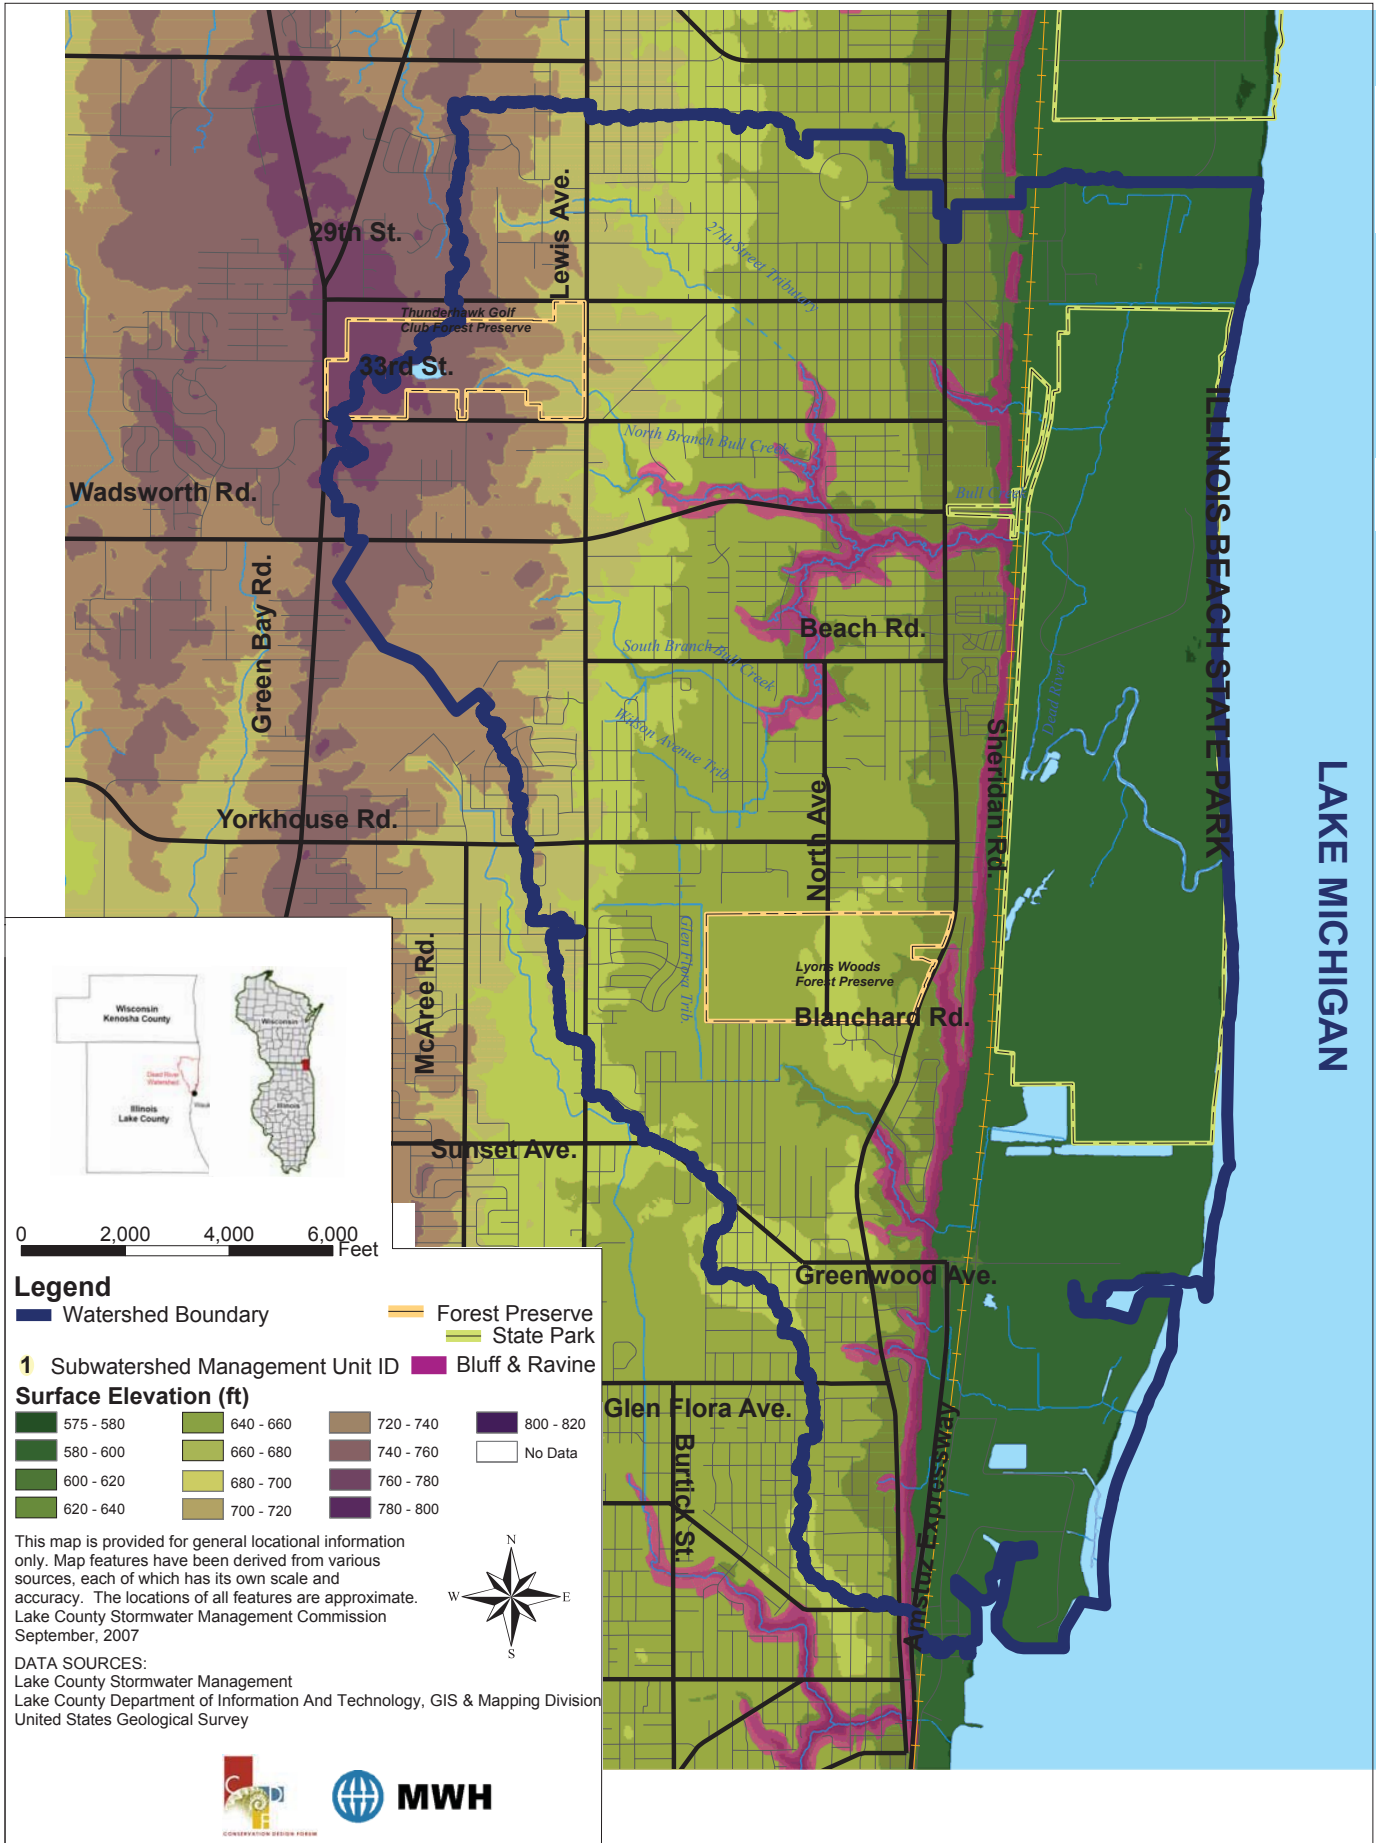 29th St.
Lewis Ave.
27th Street Tributary
Thunderhawk Golf
Club Forest Preserve
33rd St.
North Branch Bull Creek
Wadsworth Rd.
Bull Creek
ILLINOIS BEACH STATE PARK
Green Bay Rd.
Beach Rd.
South Branch Bull Creek
Dead River
Wilson Avenue Trib.
Sheridan Rd.
LAKE MICHIGAN
Yorkhouse Rd.
North Ave.
McAree Rd.
Glen Flora Trib.
Lyons Woods
Forest Preserve
Blanchard Rd.
Wisconsin
Kenosha County
Wisconsin
Dead River
Watershed
Illinois
Lake County
Illinois
Sunset Ave.
0 2,000 4,000 6,000
Feet
Greenwood Ave.
Legend
Watershed Boundary
Forest Preserve
State Park
1 Subwatershed Management Unit ID
Bluff & Ravine
Surface Elevation (ft)
575 - 580 640 - 660 720 - 740 800 - 820
580 - 600 660 - 680 740 - 760 No Data
600 - 620 680 - 700 760 - 780
620 - 640 700 - 720 780 - 800
Glen Flora Ave.
Burtick St.
Amstuz Expressway
This map is provided for general locational information
only. Map features have been derived from various
sources, each of which has its own scale and
accuracy. The locations of all features are approximate.
Lake County Stormwater Management Commission
September, 2007
N
W E
S
DATA SOURCES:
Lake County Stormwater Management
Lake County Department of Information And Technology, GIS & Mapping Division
United States Geological Survey
C
D
F
CONSERVATION DESIGN FORUM
MWH